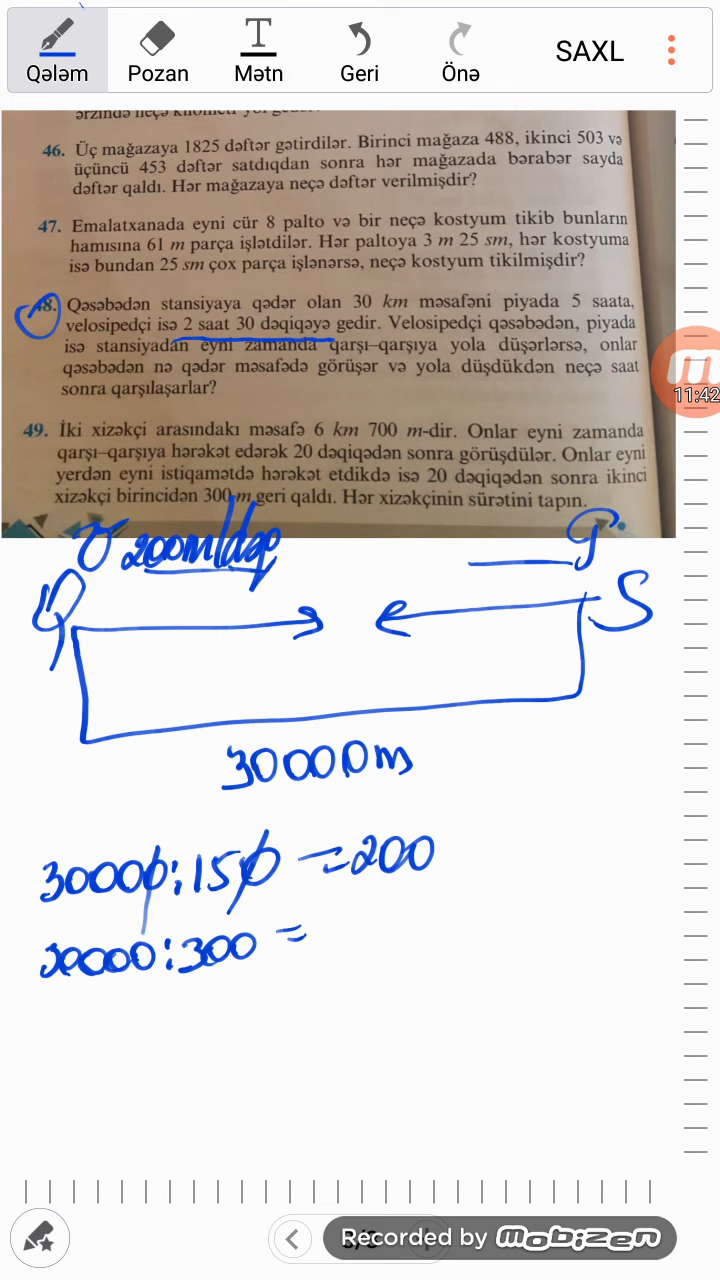 Qələm Pozan Mətn Geri Önə SAXL
ərzində neçə kilometr yol
46. Üç mağazaya 1825 dəftər gətirdilər. Birinci mağaza 488, ikinci 503 və
üçüncü 453 dəftər satdıqdan sonra hər mağazada bərabər sayda
dəftər qaldı. Hər mağazaya neçə dəftər verilmişdir?
47. Emalatxanada eyni cür 8 palto və bir neçə kostyum tikib bunların
hamısına 61 m parça işlətdilər. Hər paltoya 3 m 25 sm, hər kostyuma
isə bundan 25 sm çox parça işlənərsə, neçə kostyum tikilmişdir?
48. Qəsəbədən stansiyaya qədər olan 30 km məsafəni piyada 5 saata,
velosipedçi isə 2 saat 30 dəqiqəyə gedir. Velosipedçi qəsəbədən, piyada
isə stansiyadan eyni zamanda qarşı–qarşıya yola düşərlərsə, onlar
qəsəbədən nə qədər məsafədə görüşər və yola düşdükdən neçə saat
sonra qarşılaşarlar?
11:42
49. İki xizəkçi arasındakı məsafə 6 km 700 m-dir. Onlar eyni zamanda
qarşı–qarşıya hərəkət edərək 20 dəqiqədən sonra görüşdülər. Onlar eyni
yerdən eyni istiqamətdə hərəkət etdikdə isə 20 dəqiqədən sonra ikinci
xizəkçi birincidən 300 m geri qaldı. Hər xizəkçinin sürətini tapın.
200m/dəq P
Q S
30000m
30000:150 =200
30000:300 =
Recorded by mobizen